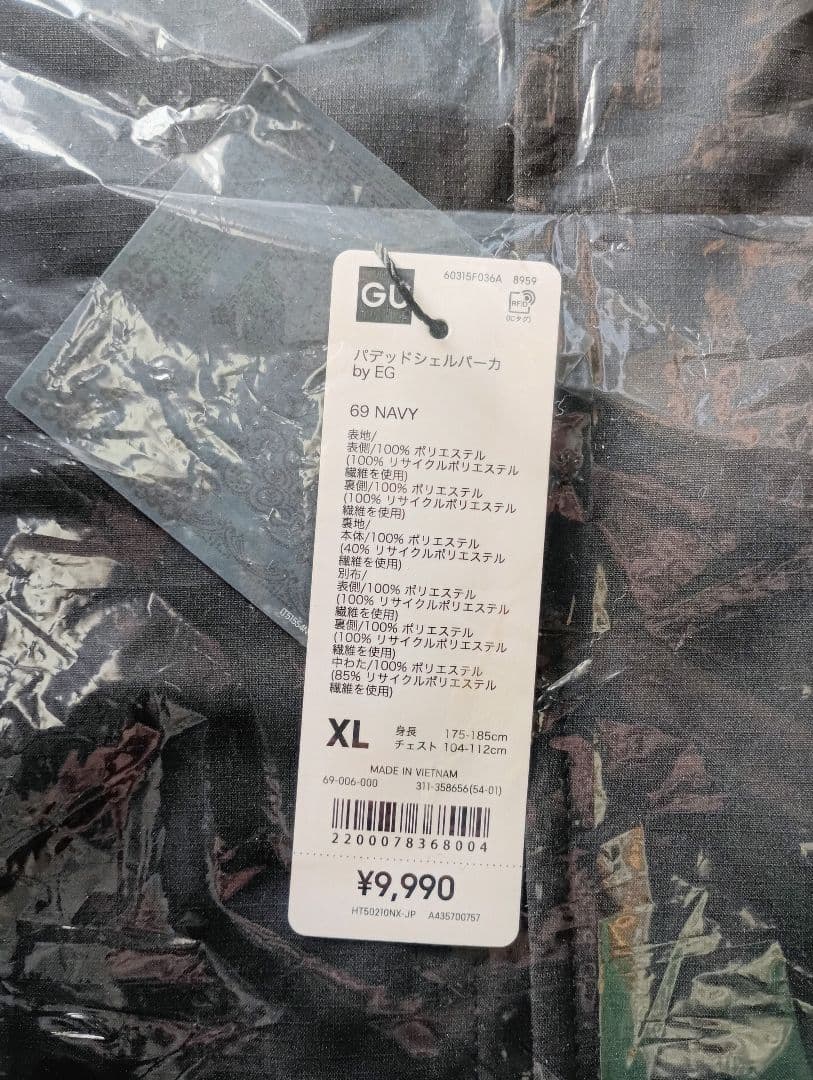 GU
60315F036A 8959
RFID
(ICタグ)
パデッドシェルパーカ
by EG
69 NAVY
表地/
表側/100% ポリエステル
(100% リサイクルポリエステル
繊維を使用)
裏側/100% ポリエステル
(100% リサイクルポリエステル
繊維を使用)
裏地/
本体/100% ポリエステル
(40% リサイクルポリエステル
繊維を使用)
別布/
表側/100% ポリエステル
(100% リサイクルポリエステル
繊維を使用)
裏側/100% ポリエステル
(100% リサイクルポリエステル
繊維を使用)
中わた/100% ポリエステル
(85% リサイクルポリエステル
繊維を使用)
XL 身長 175-185cm
チェスト 104-112cm
MADE IN VIETNAM
69-006-000 311-358656(54-01)
2200078368004
¥9,990
HT50210NX-JP A435700757